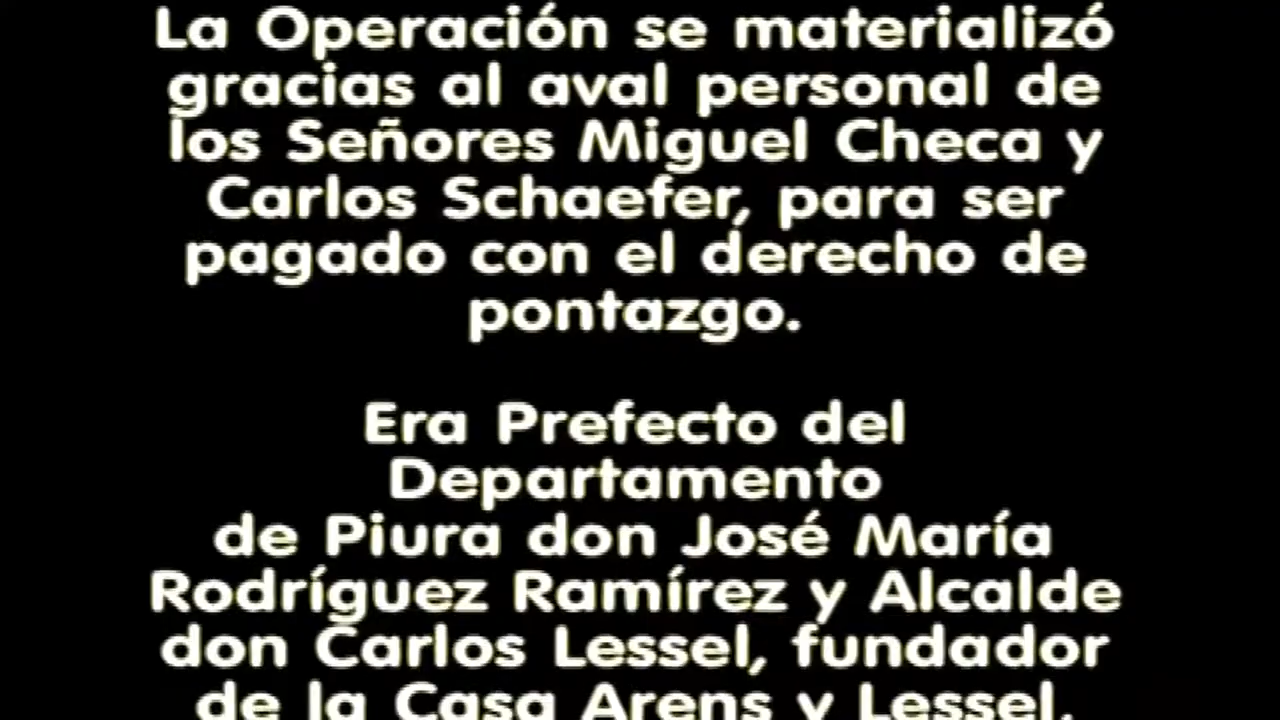 La Operación se materializó
gracias al aval personal de
los Señores Miguel Checa y
Carlos Schaefer, para ser
pagado con el derecho de
pontazgo.
Era Prefecto del
Departamento
de Piura don José María
Rodríguez Ramírez y Alcalde
don Carlos Lessel, fundador
de la Casa Arens y Lessel.